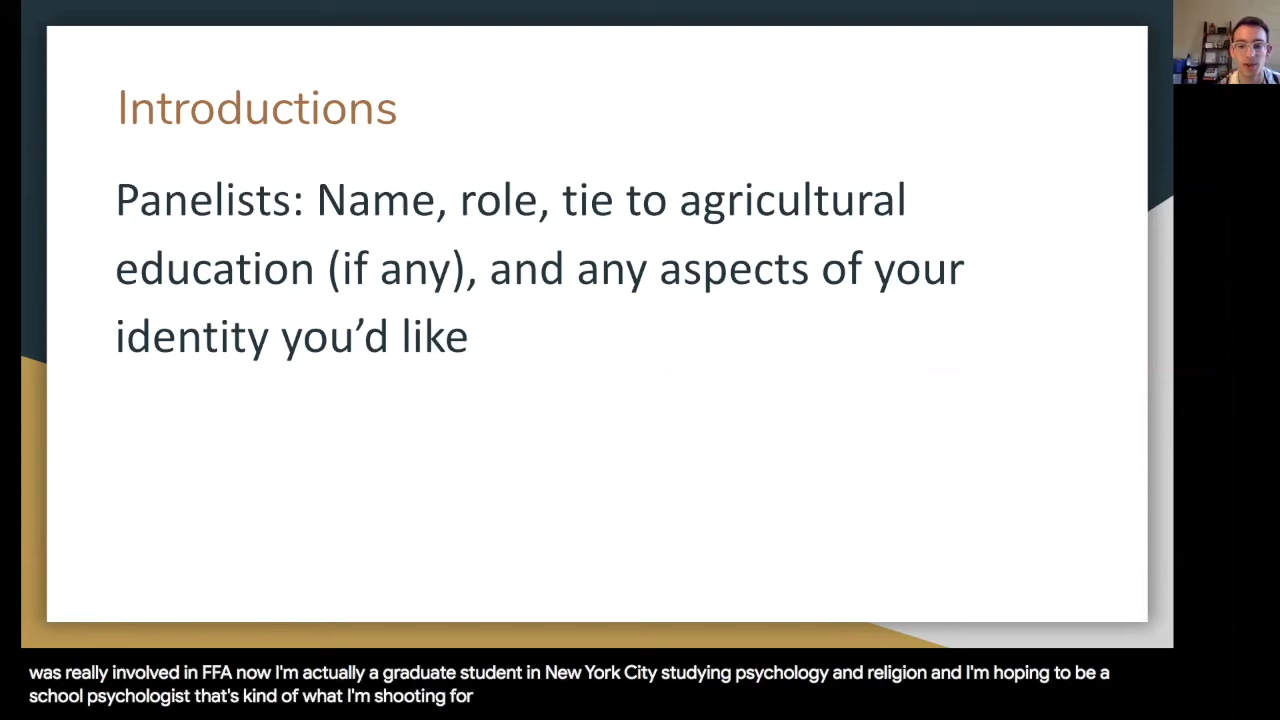 Introductions
Panelists: Name, role, tie to agricultural
education (if any), and any aspects of your
identity you’d like
was really involved in FFA now I'm actually a graduate student in New York City studying psychology and religion and I'm hoping to be a
school psychologist that's kind of what I'm shooting for